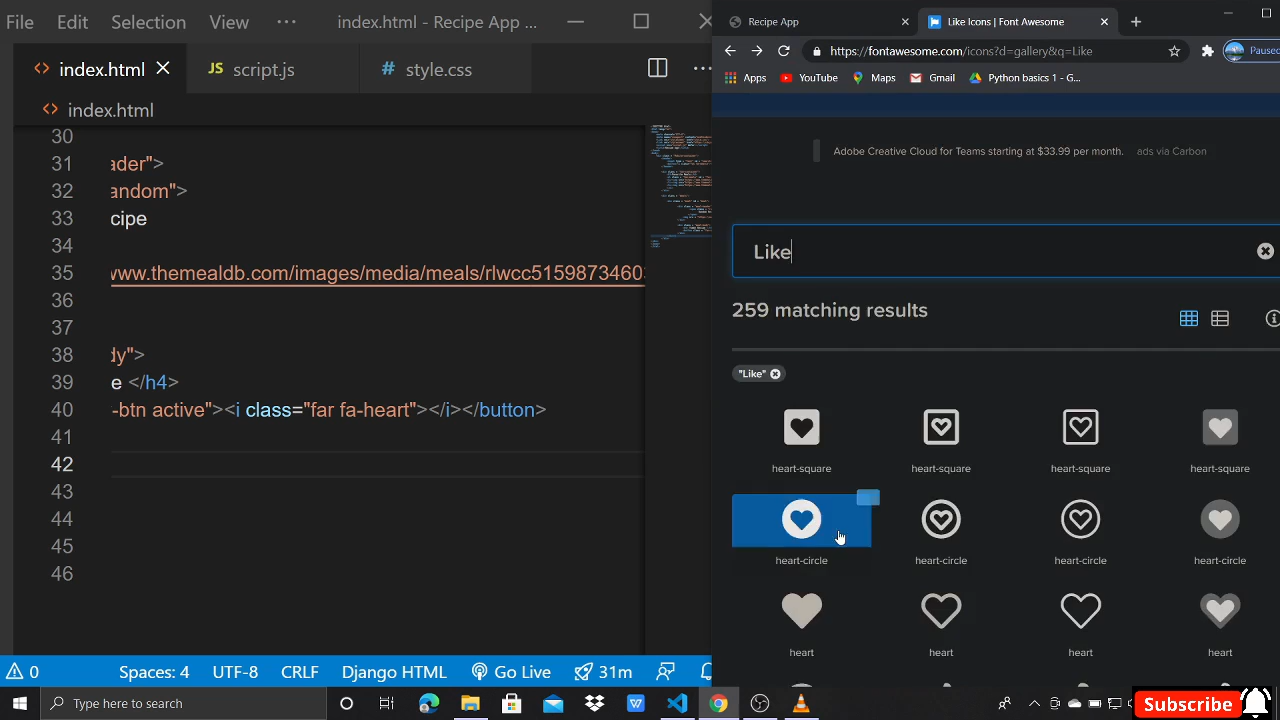 File Edit Selection View ··· index.html - Recipe App ...
index.html JS script.js # style.css ...
index.html
30
31 ader">
32 andom">
33 cipe
34
35 www.themealdb.com/images/media/meals/rlwcc51598734603
36
37
38 dy">
39 e </h4>
40 -btn active"><i class="far fa-heart"></i></button>
41
42
43
44
45
46
0 Spaces: 4 UTF-8 CRLF Django HTML Go Live 31m
Recipe App Like Icons | Font Awesome
https://fontawesome.com/icons?d=gallery&q=Like Paused
Apps YouTube Maps Gmail Python basics 1 - G...
reative Cloud for Teams starting at $33.99 per ads via Carbon
Like
259 matching results
"Like"
heart-square heart-square heart-square heart-square
heart-circle heart-circle heart-circle heart-circle
heart heart heart heart
Type here to search
Subscribe